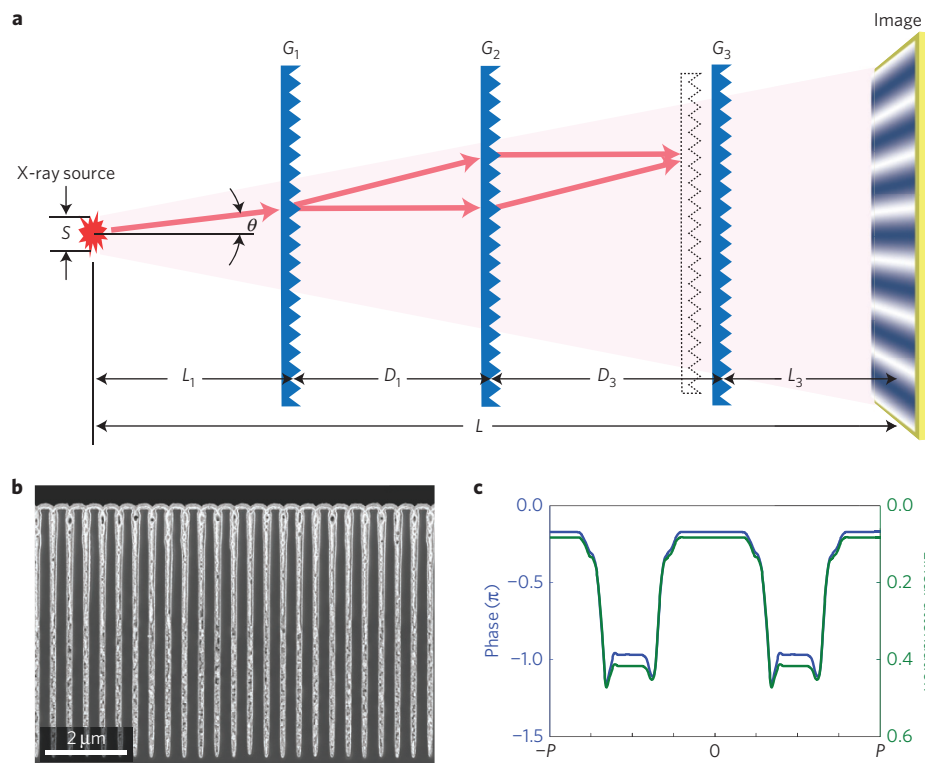 a
Image
G₁
G₂
G₃
X-ray source
S
θ
L₁
D₁
D₃
L₃
L
b
2 μm
c
0.0
−0.5
−1.0
−1.5
Phase (π)
0.0
0.2
0.4
0.6
−P
0
P